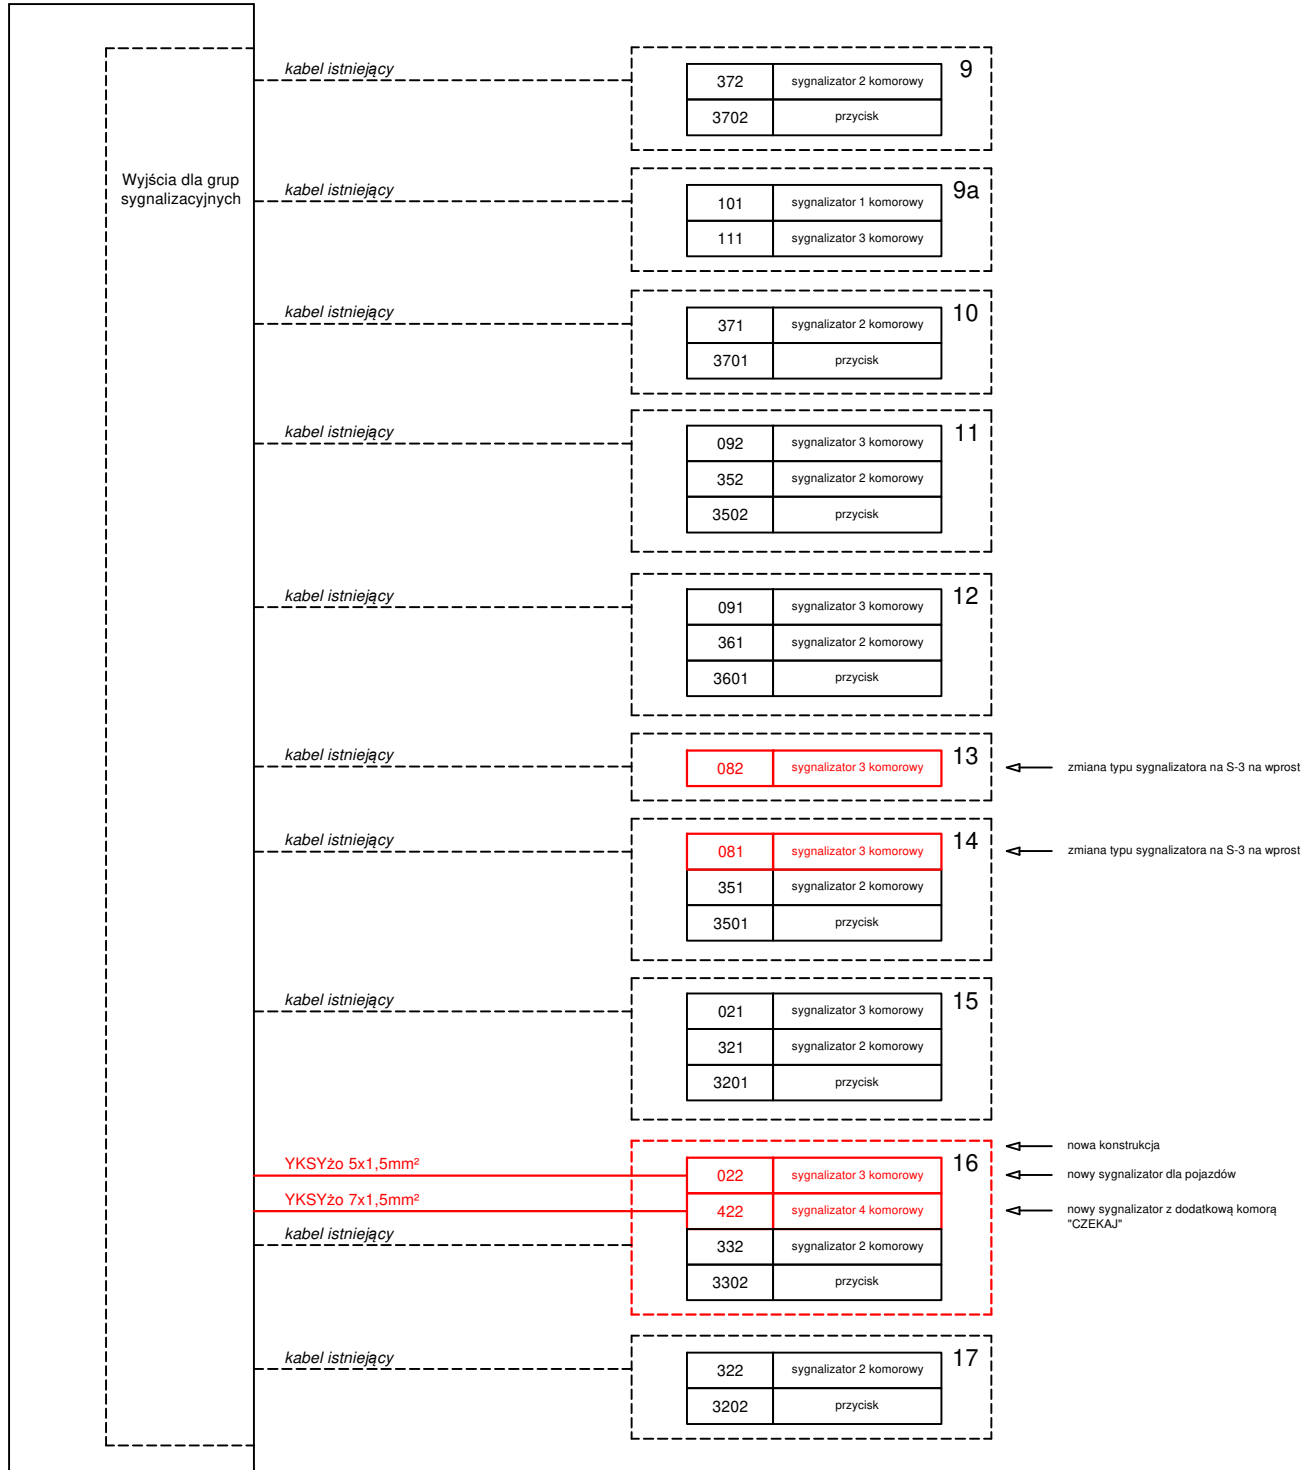 kabel istniejący
9
372 sygnalizator 2 komorowy
3702 przycisk
Wyjścia dla grup
sygnalizacyjnych
kabel istniejący
9a
101 sygnalizator 1 komorowy
111 sygnalizator 3 komorowy
kabel istniejący
10
371 sygnalizator 2 komorowy
3701 przycisk
kabel istniejący
11
092 sygnalizator 3 komorowy
352 sygnalizator 2 komorowy
3502 przycisk
kabel istniejący
12
091 sygnalizator 3 komorowy
361 sygnalizator 2 komorowy
3601 przycisk
kabel istniejący
13
082 sygnalizator 3 komorowy
zmiana typu sygnalizatora na S-3 na wprost
kabel istniejący
14
081 sygnalizator 3 komorowy
zmiana typu sygnalizatora na S-3 na wprost
351 sygnalizator 2 komorowy
3501 przycisk
kabel istniejący
15
021 sygnalizator 3 komorowy
321 sygnalizator 2 komorowy
3201 przycisk
nowa konstrukcja
YKSYżo 5x1,5mm²
16
022 sygnalizator 3 komorowy
nowy sygnalizator dla pojazdów
YKSYżo 7x1,5mm²
422 sygnalizator 4 komorowy
nowy sygnalizator z dodatkową komorą
"CZEKAJ"
kabel istniejący
332 sygnalizator 2 komorowy
3302 przycisk
kabel istniejący
17
322 sygnalizator 2 komorowy
3202 przycisk